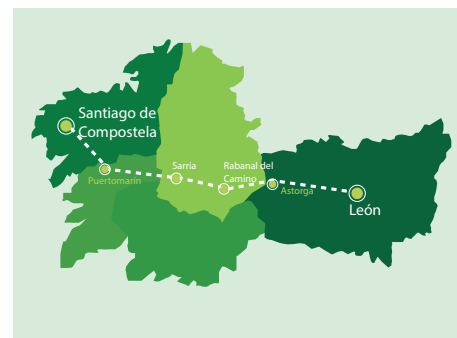 Santiago de
Compostela
Puertomarín
Sarria
Rabanal del
Camino
Astorga
León